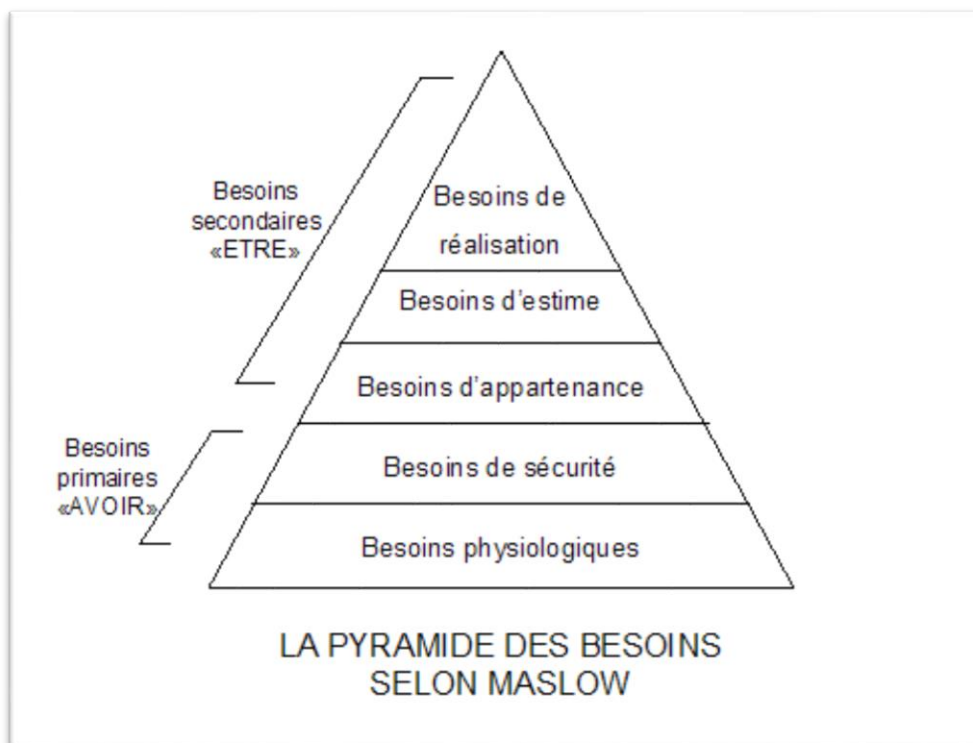 Besoins
secondaires
«ETRE»
Besoins de
réalisation
Besoins d'estime
Besoins d'appartenance
Besoins
primaires
«AVOIR»
Besoins de sécurité
Besoins physiologiques
LA PYRAMIDE DES BESOINS
SELON MASLOW